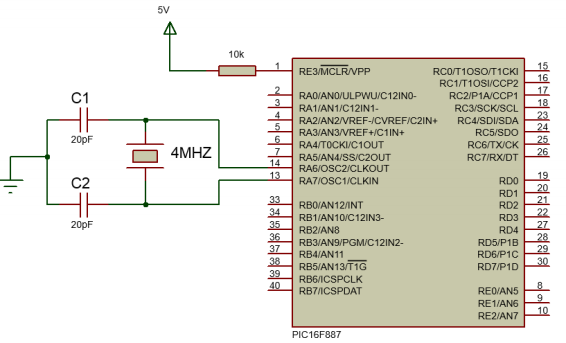 5V
10k
C1
20pF
4MHZ
C2
20pF
1 RE3/MCLR/VPP
2 RA0/AN0/ULPWU/C12IN0-
3 RA1/AN1/C12IN1-
4 RA2/AN2/VREF-/CVREF/C2IN+
5 RA3/AN3/VREF+/C1IN+
6 RA4/T0CKI/C1OUT
7 RA5/AN4/SS/C2OUT
14 RA6/OSC2/CLKOUT
13 RA7/OSC1/CLKIN
33 RB0/AN12/INT
34 RB1/AN10/C12IN3-
35 RB2/AN8
36 RB3/AN9/PGM/C12IN2-
37 RB4/AN11
38 RB5/AN13/T1G
39 RB6/ICSPCLK
40 RB7/ICSPDAT
RC0/T1OSO/T1CKI 15
RC1/T1OSI/CCP2 16
RC2/P1A/CCP1 17
RC3/SCK/SCL 18
RC4/SDI/SDA 23
RC5/SDO 24
RC6/TX/CK 25
RC7/RX/DT 26
RD0 19
RD1 20
RD2 21
RD3 22
RD4 27
RD5/P1B 28
RD6/P1C 29
RD7/P1D 30
RE0/AN5 8
RE1/AN6 9
RE2/AN7 10
PIC16F887